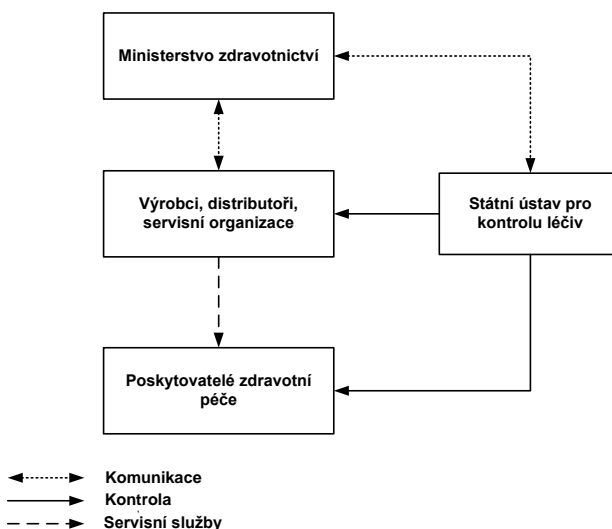 Ministerstvo zdravotnictví
Výrobci, distributoři,
servisní organizace
Státní ústav pro
kontrolu léčiv
Poskytovatelé zdravotní
péče
Komunikace
Kontrola
Servisní služby